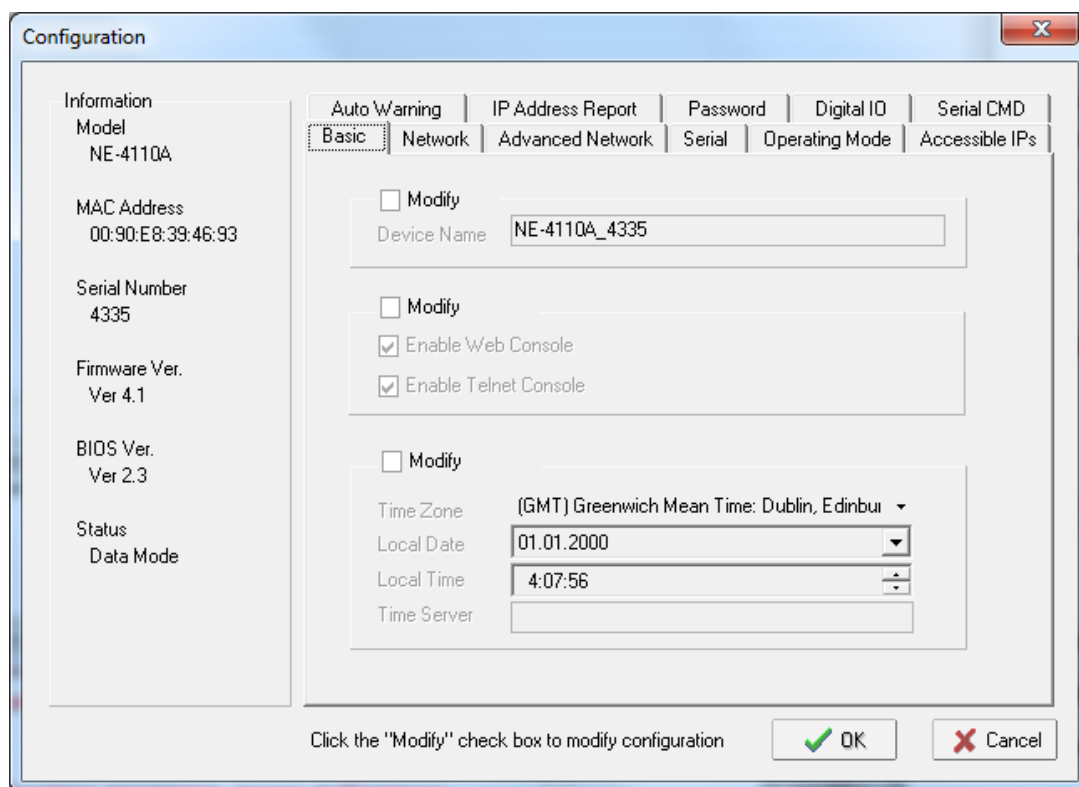 Configuration
Information
Model
NE-4110A
MAC Address
00:90:E8:39:46:93
Serial Number
4335
Firmware Ver.
Ver 4.1
BIOS Ver.
Ver 2.3
Status
Data Mode
Auto Warning IP Address Report Password Digital IO Serial CMD
Basic Network Advanced Network Serial Operating Mode Accessible IPs
Modify
Device Name NE-4110A_4335
Modify
Enable Web Console
Enable Telnet Console
Modify
Time Zone (GMT) Greenwich Mean Time: Dublin, Edinbu
Local Date 01.01.2000
Local Time 4:07:56
Time Server
Click the "Modify" check box to modify configuration OK Cancel